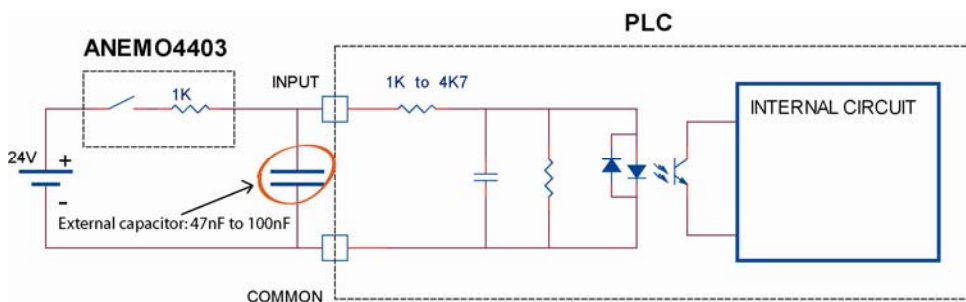 ANEMO4403
PLC
INPUT
1K
1K to 4K7
INTERNAL CIRCUIT
24V
+
-
External capacitor: 47nF to 100nF
COMMON